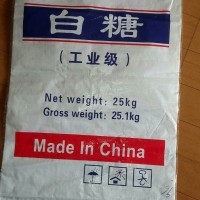 白糖
(工业级)
Net weight: 25kg
Gross weight: 25.1kg
Made In China